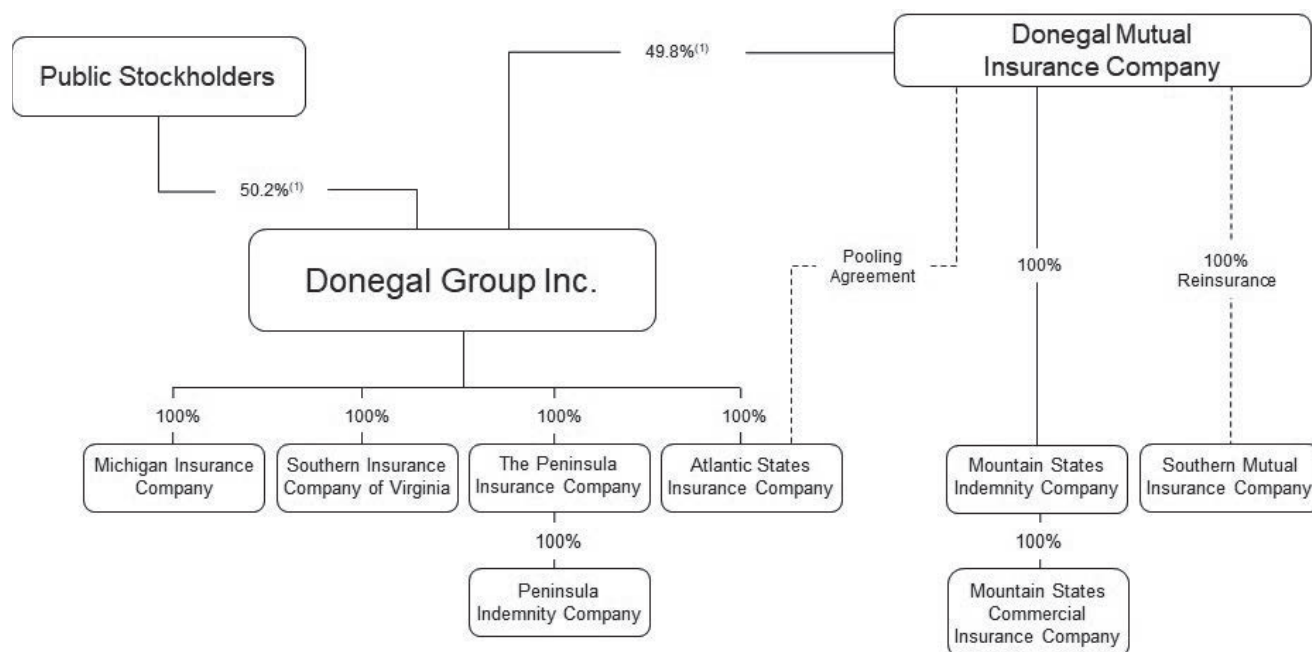 Donegal Mutual
Insurance Company
Public Stockholders
49.8%(1)
50.2%(1)
Donegal Group Inc.
Pooling
Agreement
100%
100%
Reinsurance
100%
100%
100%
100%
Michigan Insurance
Company
Southern Insurance
Company of Virginia
The Peninsula
Insurance Company
Atlantic States
Insurance Company
Mountain States
Indemnity Company
Southern Mutual
Insurance Company
100%
100%
Peninsula
Indemnity Company
Mountain States
Commercial
Insurance Company